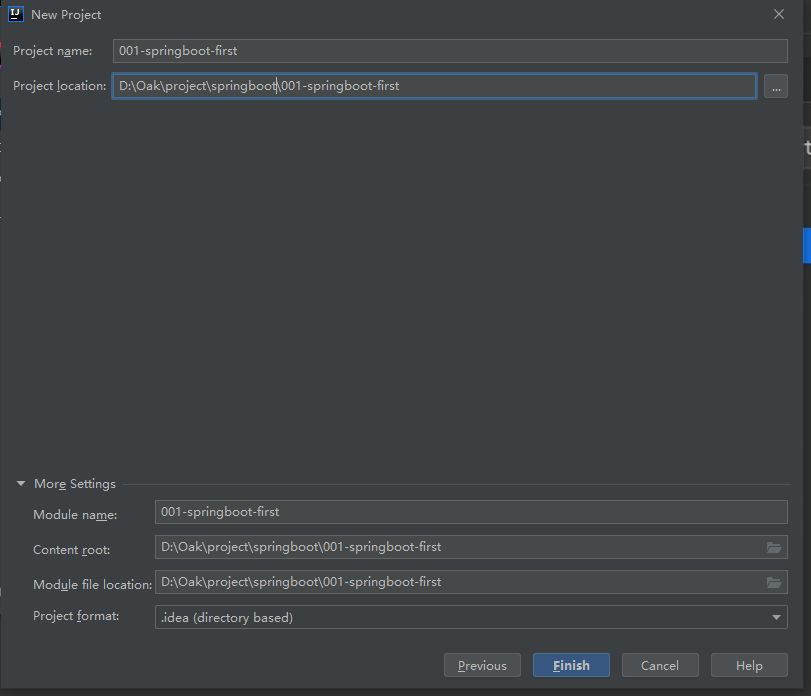 New Project
Project name: 001-springboot-first
Project location: D:\Oak\project\springboot\001-springboot-first ...
More Settings
Module name: 001-springboot-first
Content root: D:\Oak\project\springboot\001-springboot-first
Module file location: D:\Oak\project\springboot\001-springboot-first
Project format: .idea (directory based)
Previous Finish Cancel Help